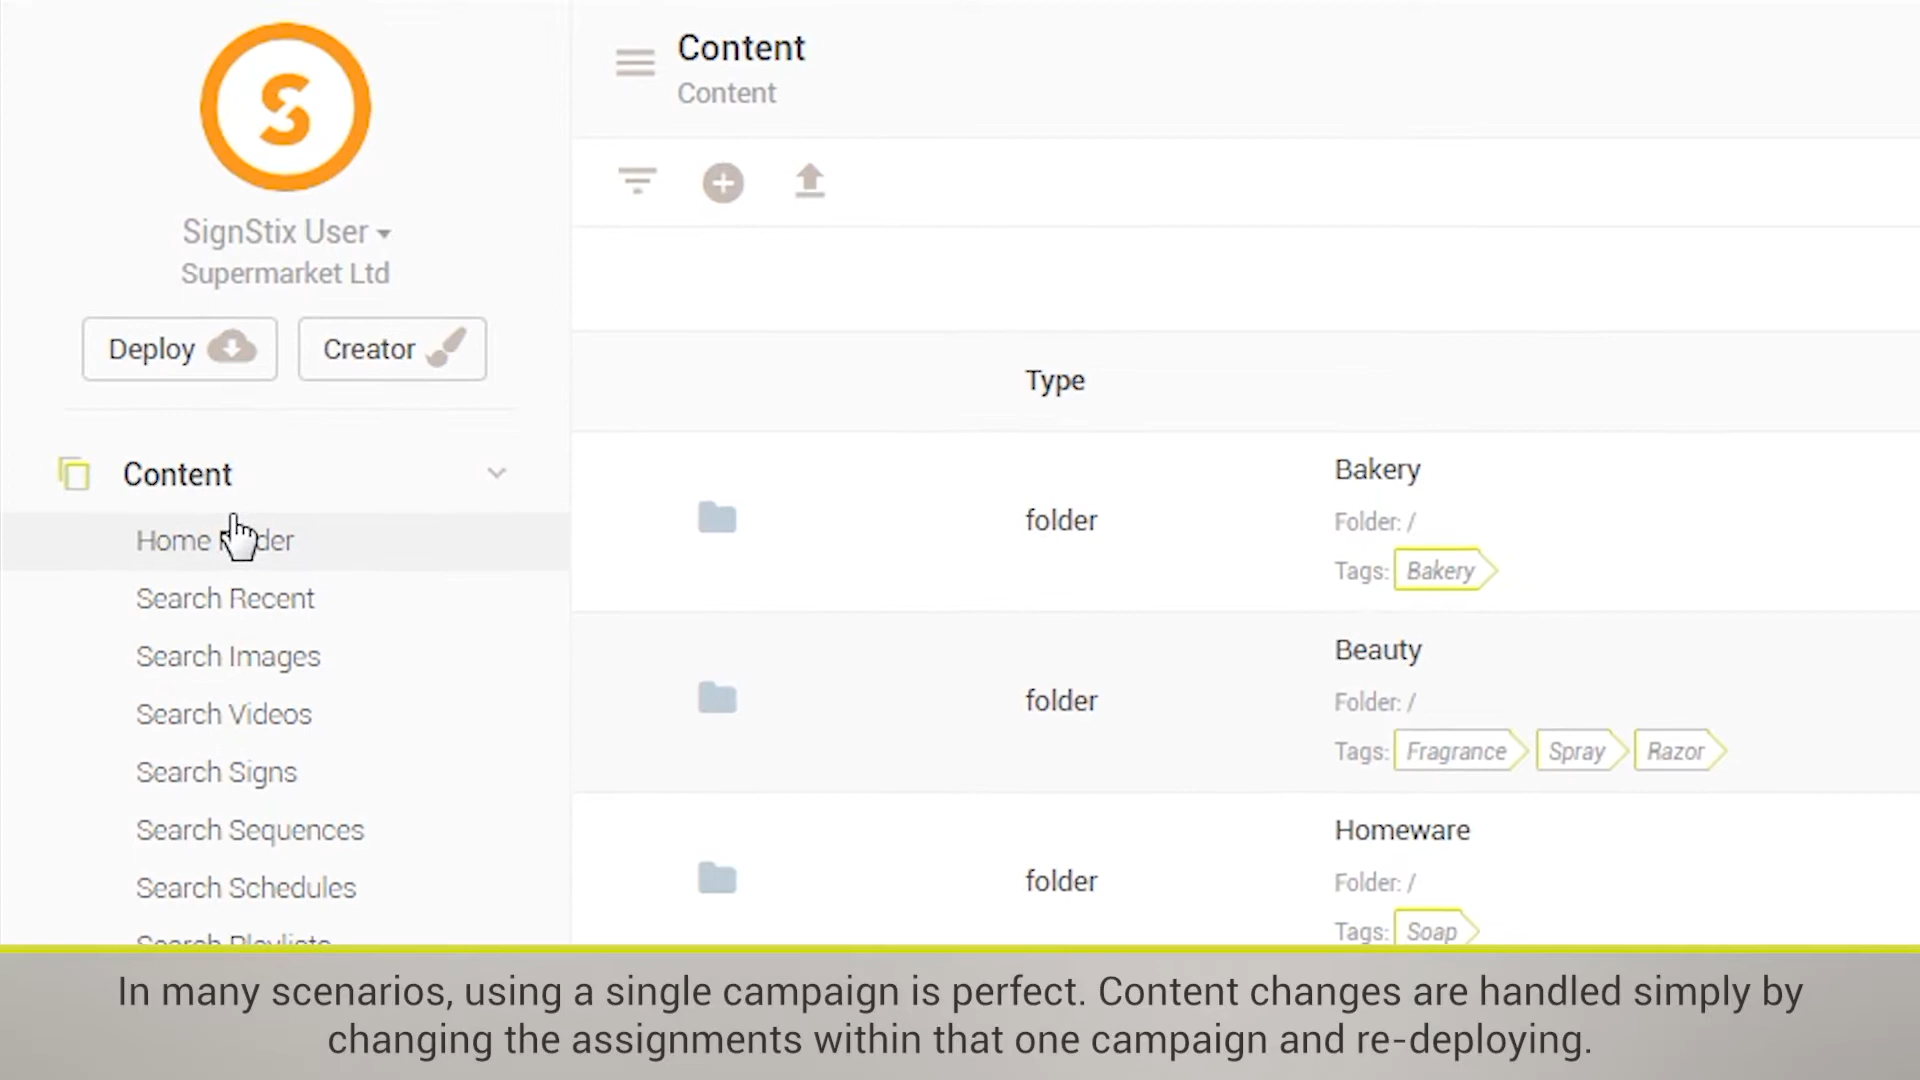 S
SignStix User
Supermarket Ltd
Deploy
Creator
Content
Home
Search Recent
Search Images
Search Videos
Search Signs
Search Sequences
Search Schedules
Search Playlists
Content
Content
Type
folder
Bakery
Folder: /
Tags: Bakery
folder
Beauty
Folder: /
Tags: Fragrance Spray Razor
folder
Homeware
Folder: /
Tags: Soap
In many scenarios, using a single campaign is perfect. Content changes are handled simply by
changing the assignments within that one campaign and re-deploying.